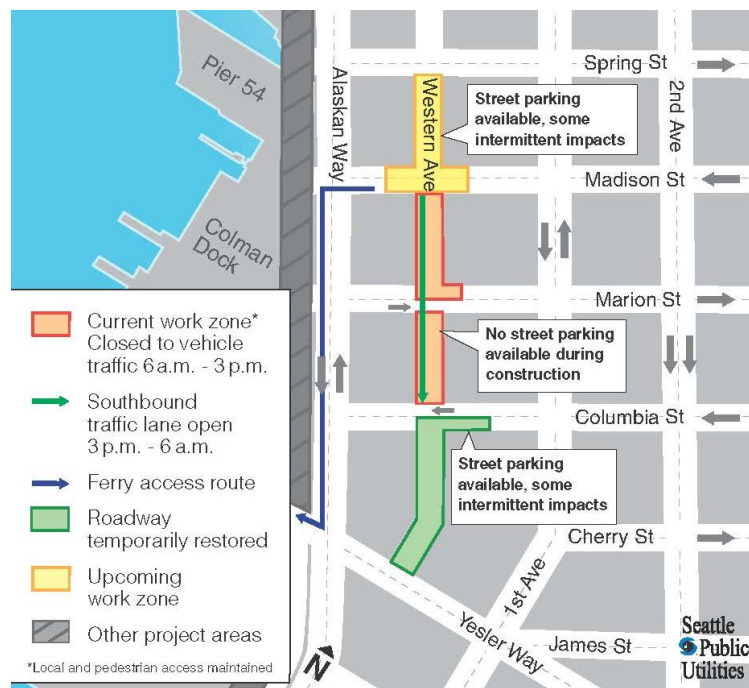 Pier 54
Colman
Dock
Alaskan Way
Western Ave
2nd Ave
Spring St
Street parking
available, some
intermittent impacts
Madison St
Marion St
No street parking
available during
construction
Columbia St
Street parking
available, some
intermittent impacts
Cherry St
1st Ave
Yesler Way
James St
N
Current work zone*
Closed to vehicle
traffic 6 a.m. - 3 p.m.
Southbound
traffic lane open
3 p.m. - 6 a.m.
Ferry access route
Roadway
temporarily restored
Upcoming
work zone
Other project areas
*Local and pedestrian access maintained
Seattle
Public
Utilities